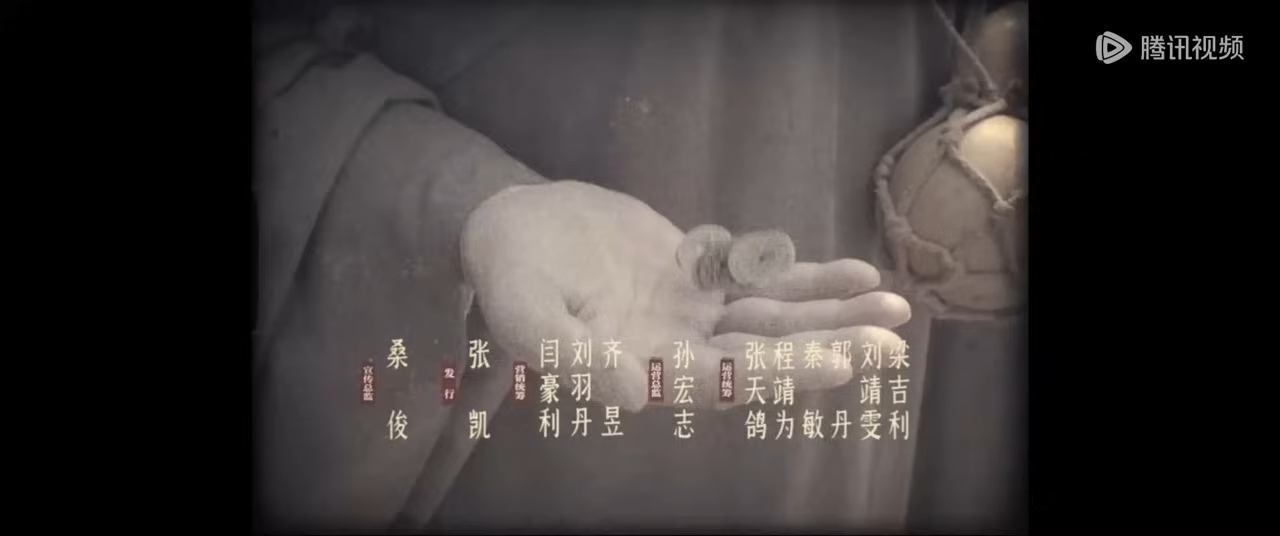 腾讯视频
宣传总监
桑俊
发行
张凯
营销统筹
闫豪利
刘羽丹
齐昱
运营总监
孙宏志
运营统筹
张天鸽
程靖为
秦敏
郭丹
刘靖雯
梁吉利